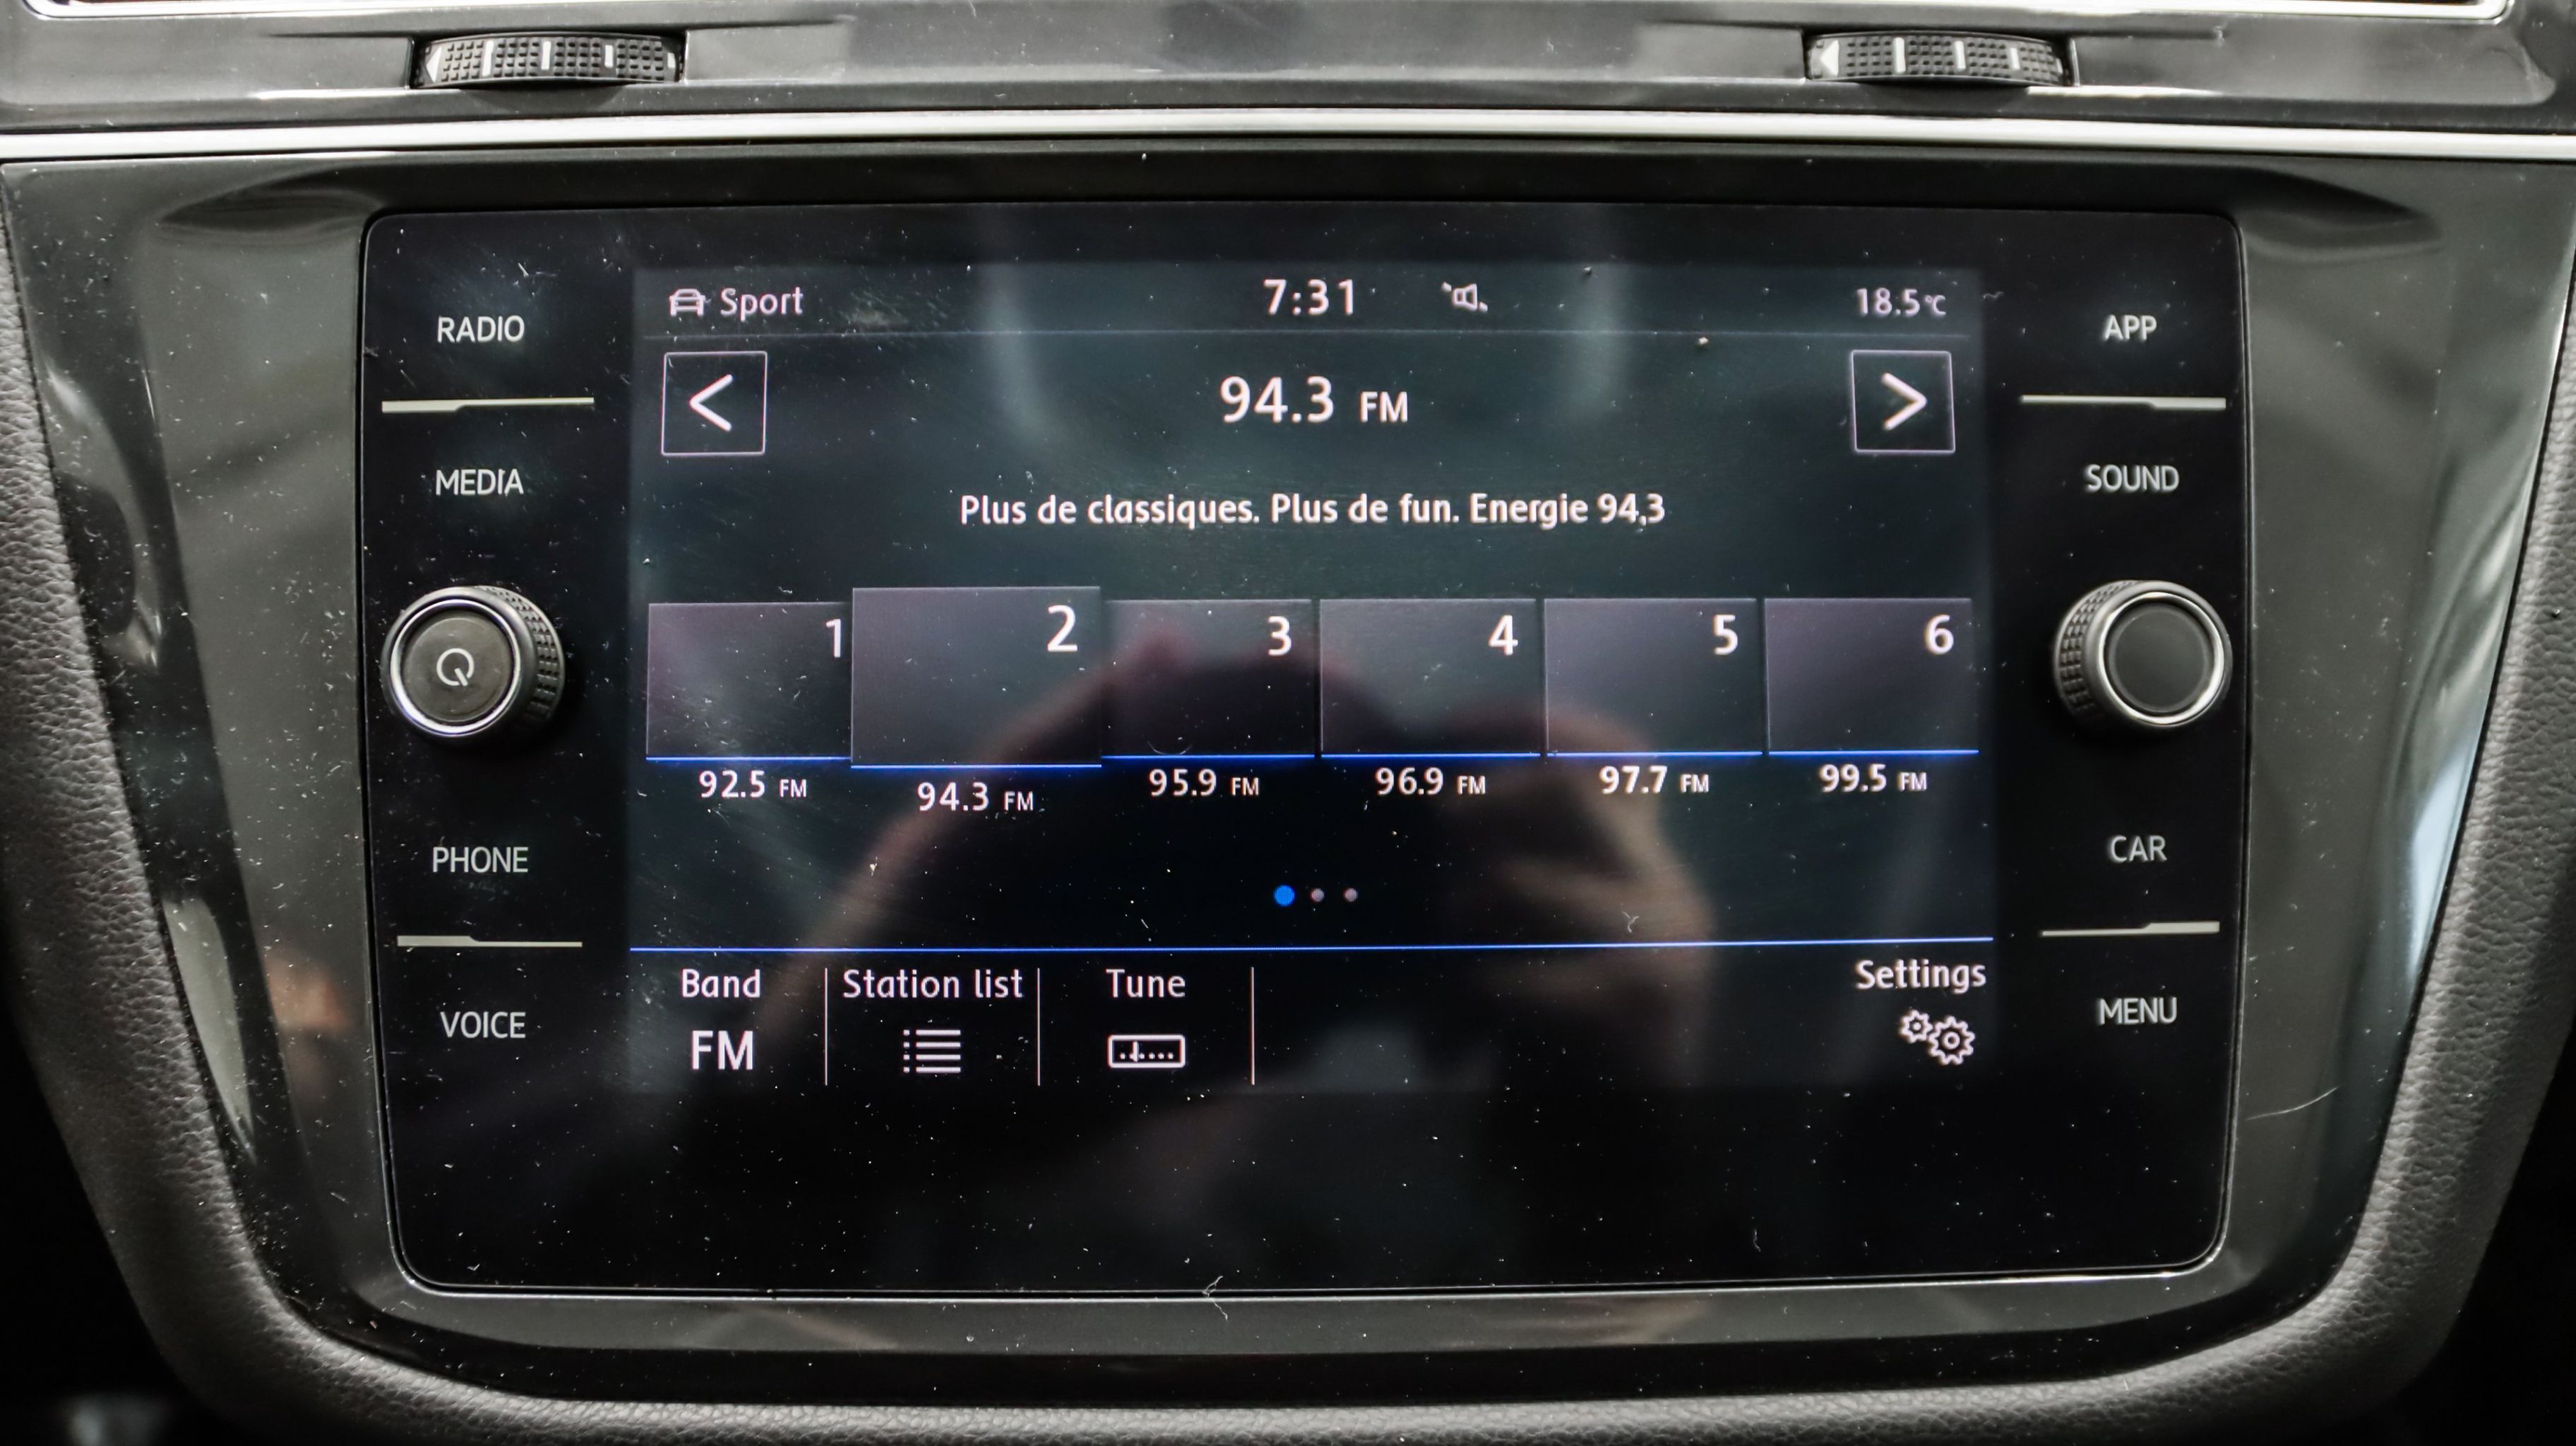 RADIO
MEDIA
PHONE
VOICE
Sport 7:31 18.5°C
94.3 FM
Plus de classiques. Plus de fun. Energie 94,3
1 2 3 4 5 6
92.5 FM 94.3 FM 95.9 FM 96.9 FM 97.7 FM 99.5 FM
Band Station list Tune Settings
FM
APP
SOUND
CAR
MENU